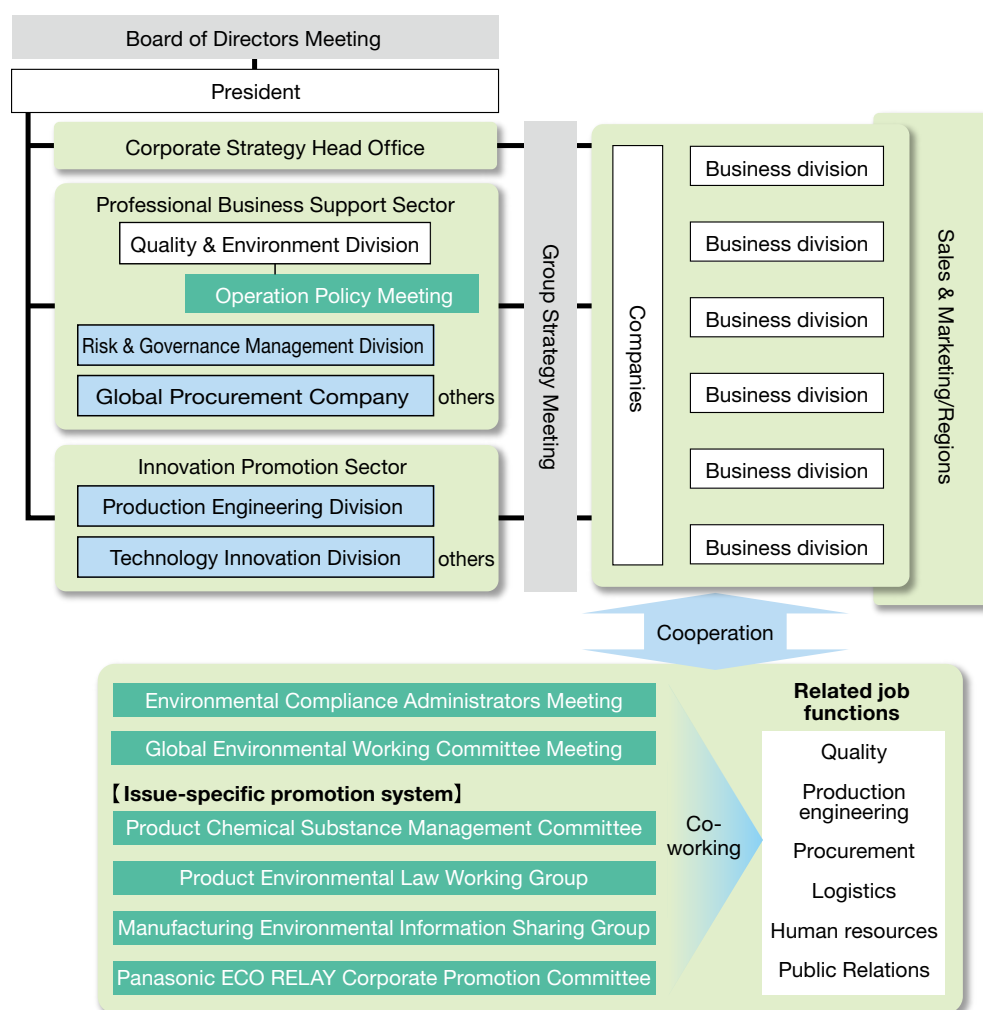 Board of Directors Meeting
President
Corporate Strategy Head Office
Professional Business Support Sector
Quality & Environment Division
Operation Policy Meeting
Risk & Governance Management Division
Global Procurement Company
others
Innovation Promotion Sector
Production Engineering Division
Technology Innovation Division
others
Group Strategy Meeting
Companies
Business division
Business division
Business division
Business division
Business division
Business division
Sales & Marketing/Regions
Cooperation
Environmental Compliance Administrators Meeting
Global Environmental Working Committee Meeting
【Issue-specific promotion system】
Product Chemical Substance Management Committee
Product Environmental Law Working Group
Manufacturing Environmental Information Sharing Group
Panasonic ECO RELAY Corporate Promotion Committee
Co-
working
Related job
functions
Quality
Production
engineering
Procurement
Logistics
Human resources
Public Relations